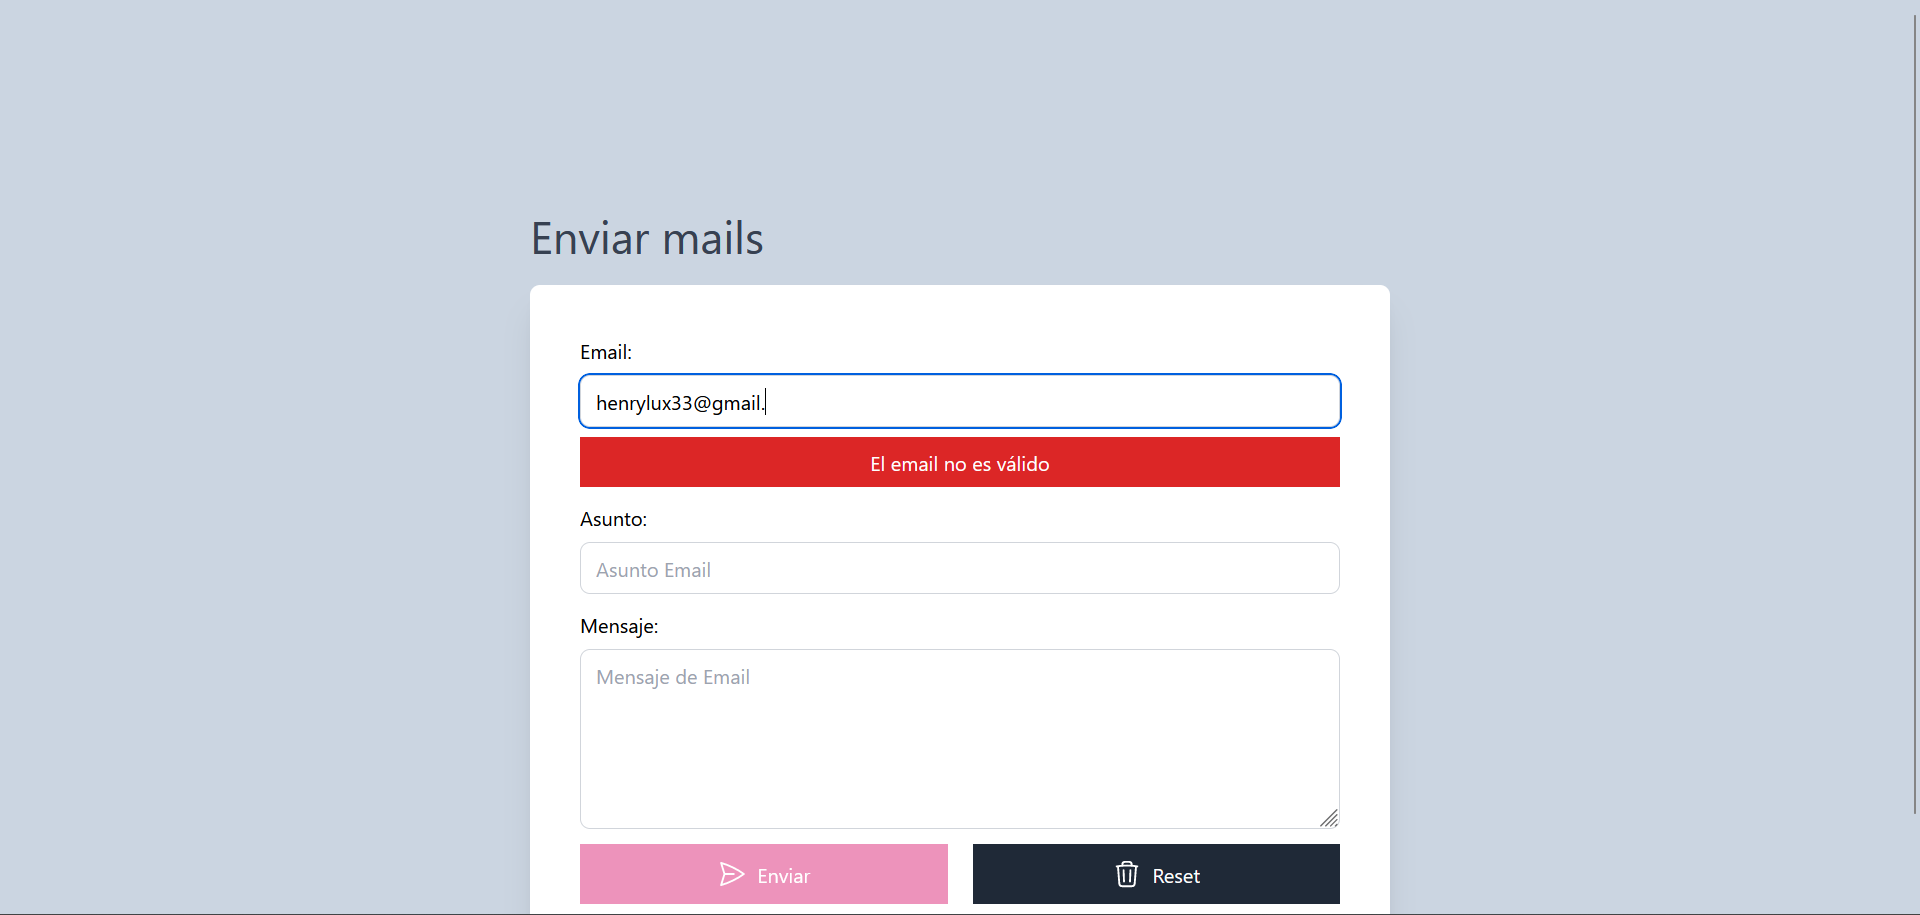 Enviar mails
Email:
henrylux33@gmail.
El email no es válido
Asunto:
Asunto Email
Mensaje:
Mensaje de Email
Enviar
Reset